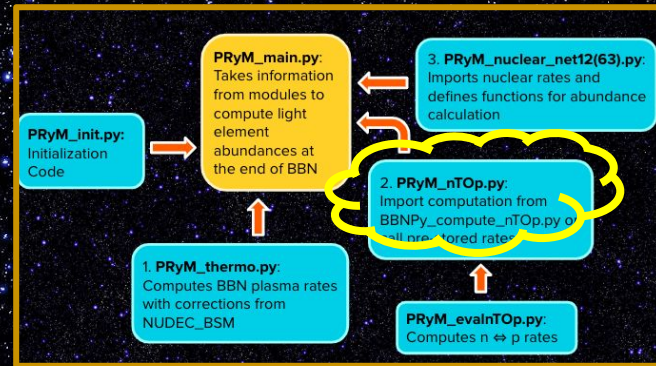 PRyM_main.py:
Takes information
from modules to
compute light
element
abundances at
the end of BBN
3. PRyM_nuclear_net12(63).py:
Imports nuclear rates and
defines functions for abundance
calculation
PRyM_init.py:
Initialization
Code
2. PRyM_nTOp.py:
Import computation from
BBNPy_compute_nTOp.py
stored rates
1. PRyM_thermo.py:
Computes BBN plasma rates
with corrections from
NUDEC_BSM
PRyM_evalnTOp.py:
Computes n ⇔ p rates